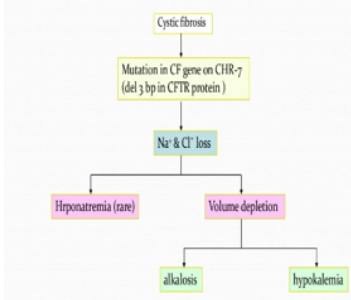 Cystic fibrosis
Mutation in CF gene on CHR-7
(del 3 bp in CFTR protein )
Na⁺ & Cl⁻ loss
Hrponatremia (rare)
Volume depletion
alkalosis
hypokalemia